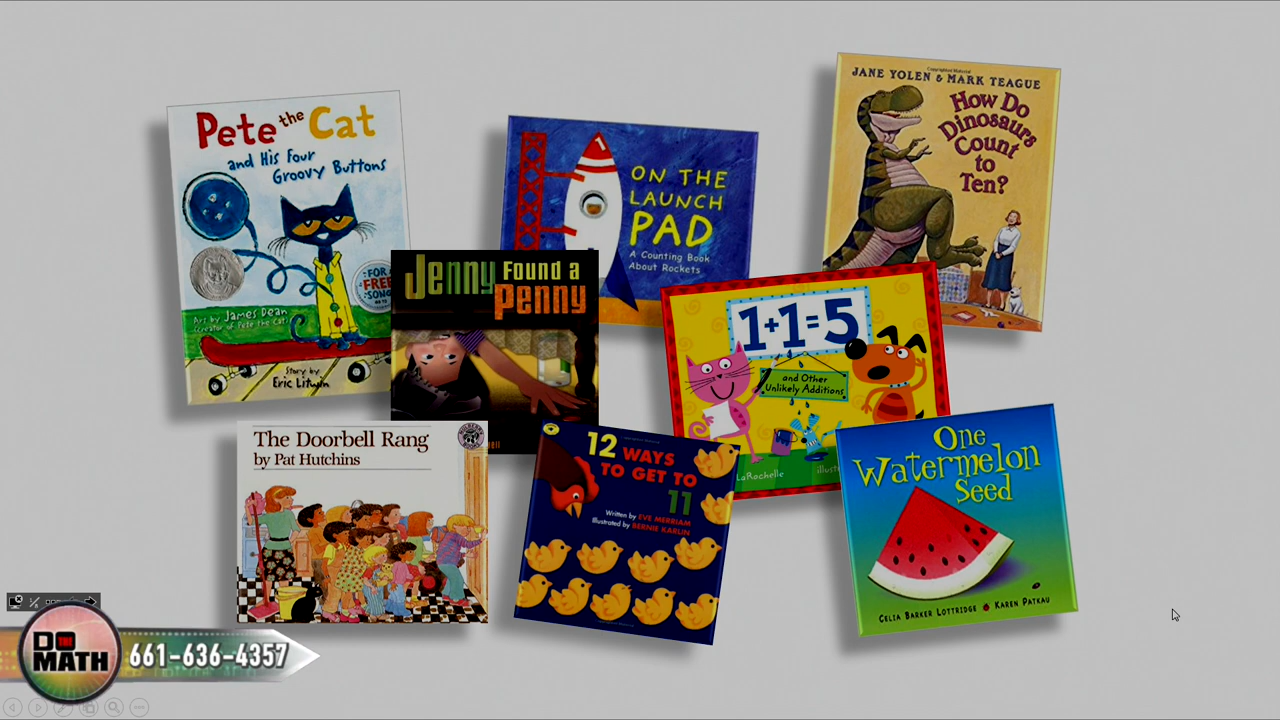 Pete the Cat
and His Four
Groovy Buttons
FOR A
FREE
SONG
Art by James Dean
(creator of Pete the Cat)
Story by
Eric Litwin
ON THE
LAUNCH
PAD
A Counting Book
About Rockets
JANE YOLEN & MARK TEAGUE
How Do
Dinosaurs
Count
to
Ten?
Jenny Found a
Penny
1+1=5
and Other
Unlikely Additions
LaRochelle
The Doorbell Rang
by Pat Hutchins
12 WAYS
TO GET TO
11
Written by EVE MERRIAM
Illustrated by BERNIE KARLIN
One
Watermelon
Seed
CELIA BARKER LOTTRIDGE
KAREN PATKAU
DO THE
MATH
661-636-4357